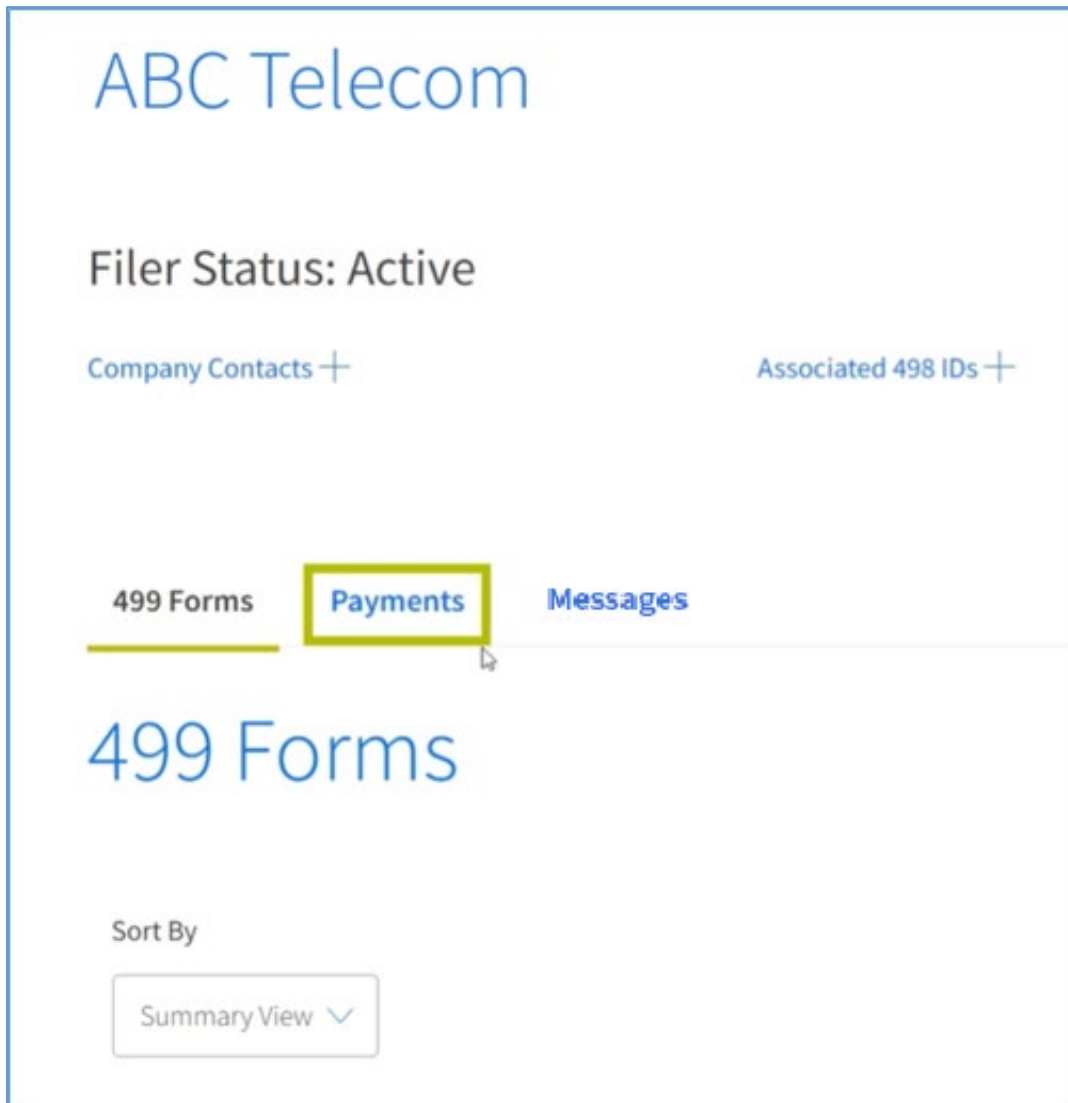 ABC Telecom
Filer Status: Active
Company Contacts Associated 498 IDs
499 Forms Payments Messages
499 Forms
Sort By
Summary View